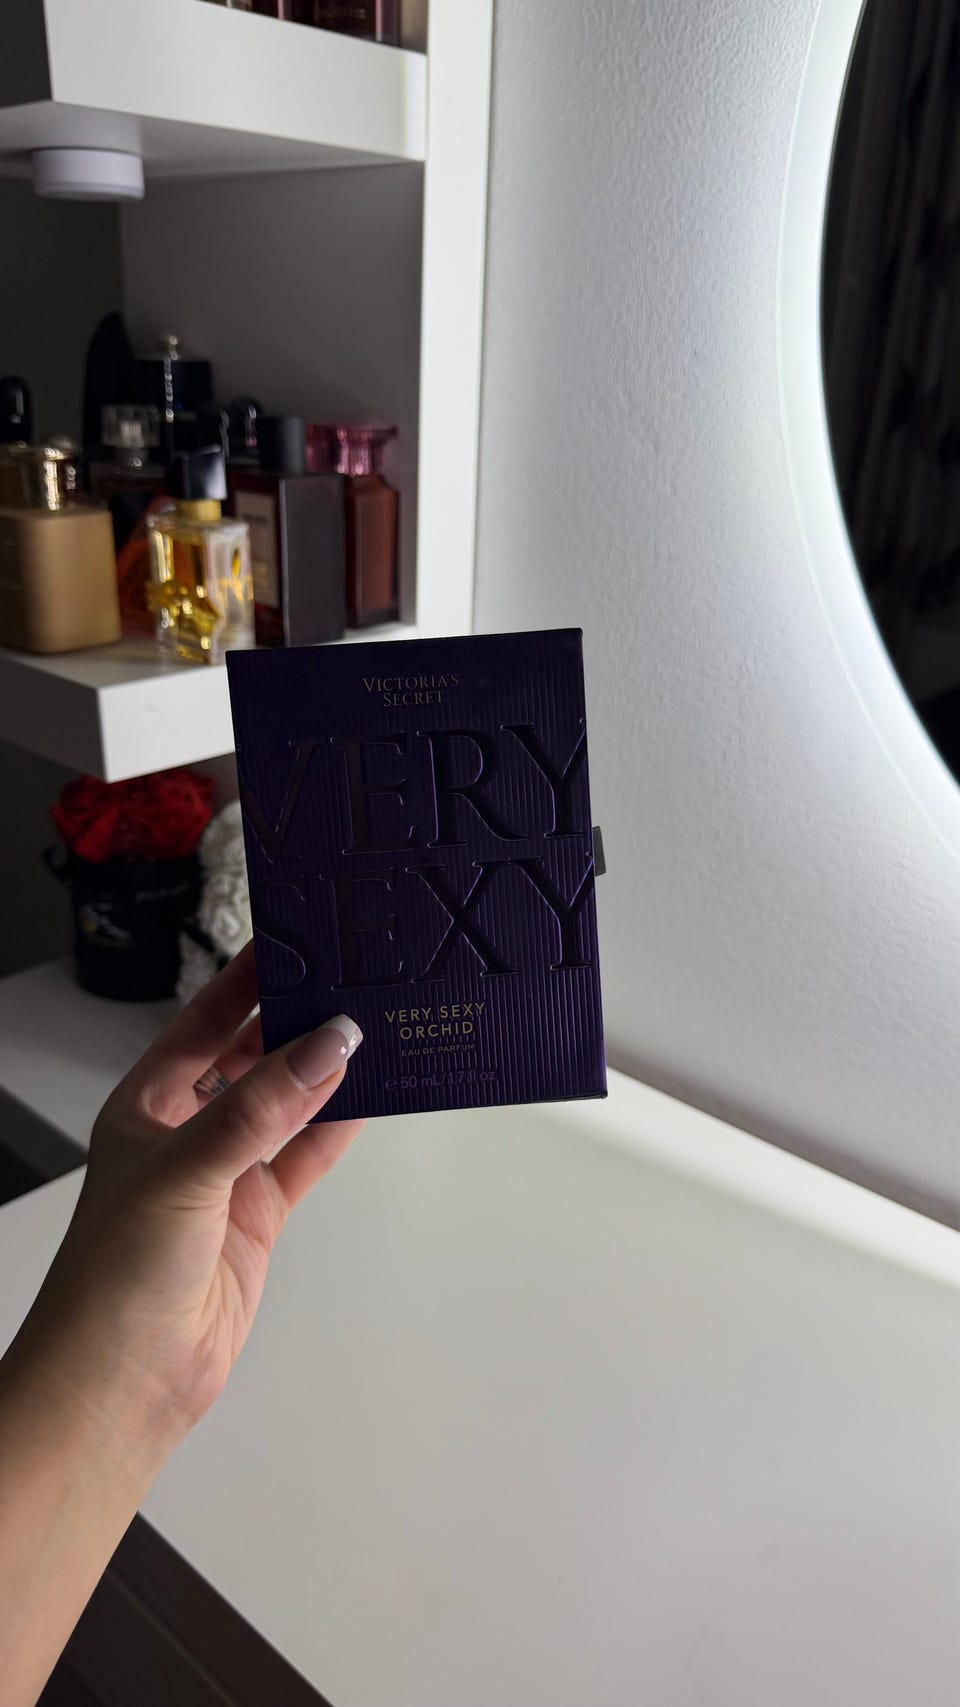 VICTORIA'S
SECRET
VERY
SEXY
VERY SEXY
ORCHID
EAU DE PARFUM
℮ 50 mL/1.7 fl oz